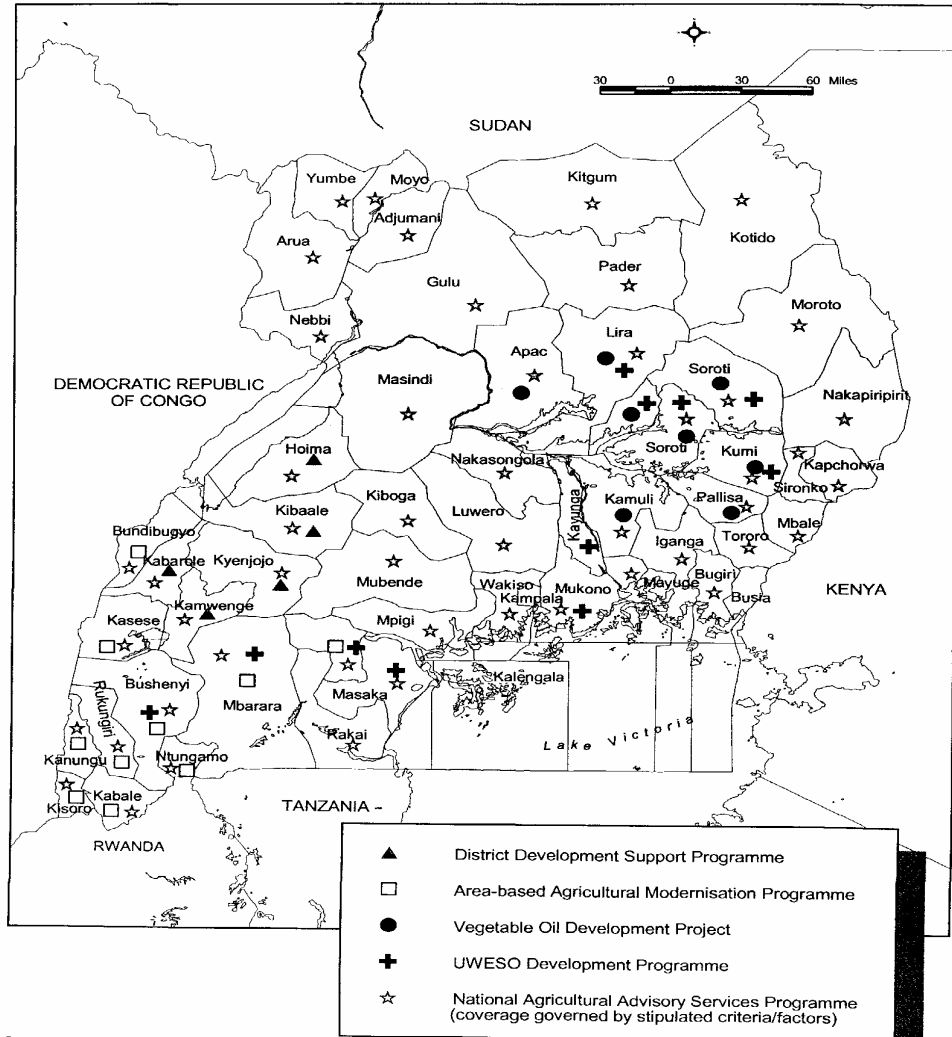 30 0 30 60 Miles
SUDAN
Yumbe
Moyo
Kitgum
Adjumani
Arua
Kotido
Pader
Gulu
Moroto
Nebbi
Lira
Apac
Soroti
DEMOCRATIC REPUBLIC
OF CONGO
Masindi
Nakapiripirit
Hoima
Soroti
Kumi
Nakasongola
Kapchorwa
Sironko
Kiboga
Kamuli
Pallisa
Kibaale
Luwero
Kayunga
Mbale
Bundibugyo
Tororo
Iganga
Kabarole
Kyenjojo
Mubende
Wakiso
Mukono
Mayuge
Bugiri
Busia
KENYA
Kamwenge
Kampala
Kasese
Mpigi
Bushenyi
Kalengala
Rukungiri
Mbarara
Masaka
Rakai
Lake Victoria
Kanungu
Ntungamo
Kabale
Kisoro
TANZANIA
RWANDA
District Development Support Programme
Area-based Agricultural Modernisation Programme
Vegetable Oil Development Project
UWESO Development Programme
National Agricultural Advisory Services Programme
(coverage governed by stipulated criteria/factors)